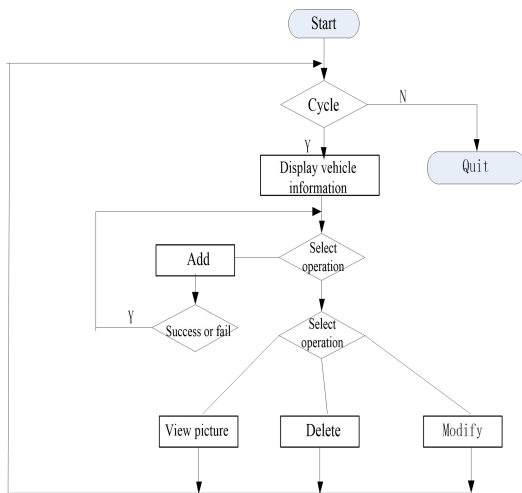 Start
Cycle
N
Y
Quit
Display vehicle
information
Select
operation
Add
Y
Success or fail
Select
operation
View picture
Delete
Modify